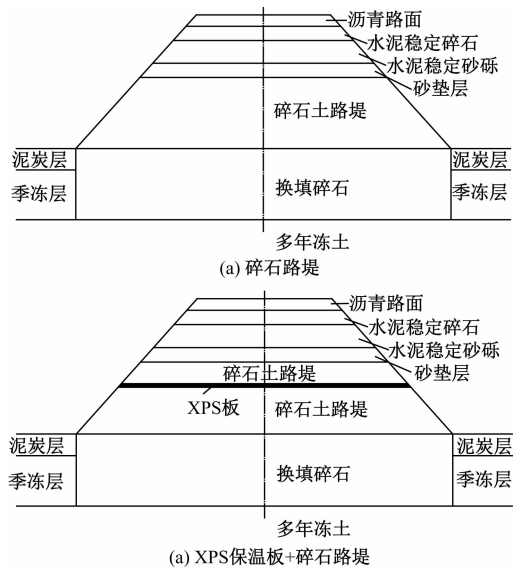 沥青路面
水泥稳定碎石
水泥稳定砂砾
砂垫层
碎石土路堤
泥炭层
泥炭层
季冻层
换填碎石
季冻层
多年冻土
(a) 碎石路堤
沥青路面
水泥稳定碎石
水泥稳定砂砾
碎石土路堤
砂垫层
XPS板
碎石土路堤
泥炭层
泥炭层
季冻层
换填碎石
季冻层
多年冻土
(a) XPS保温板+碎石路堤